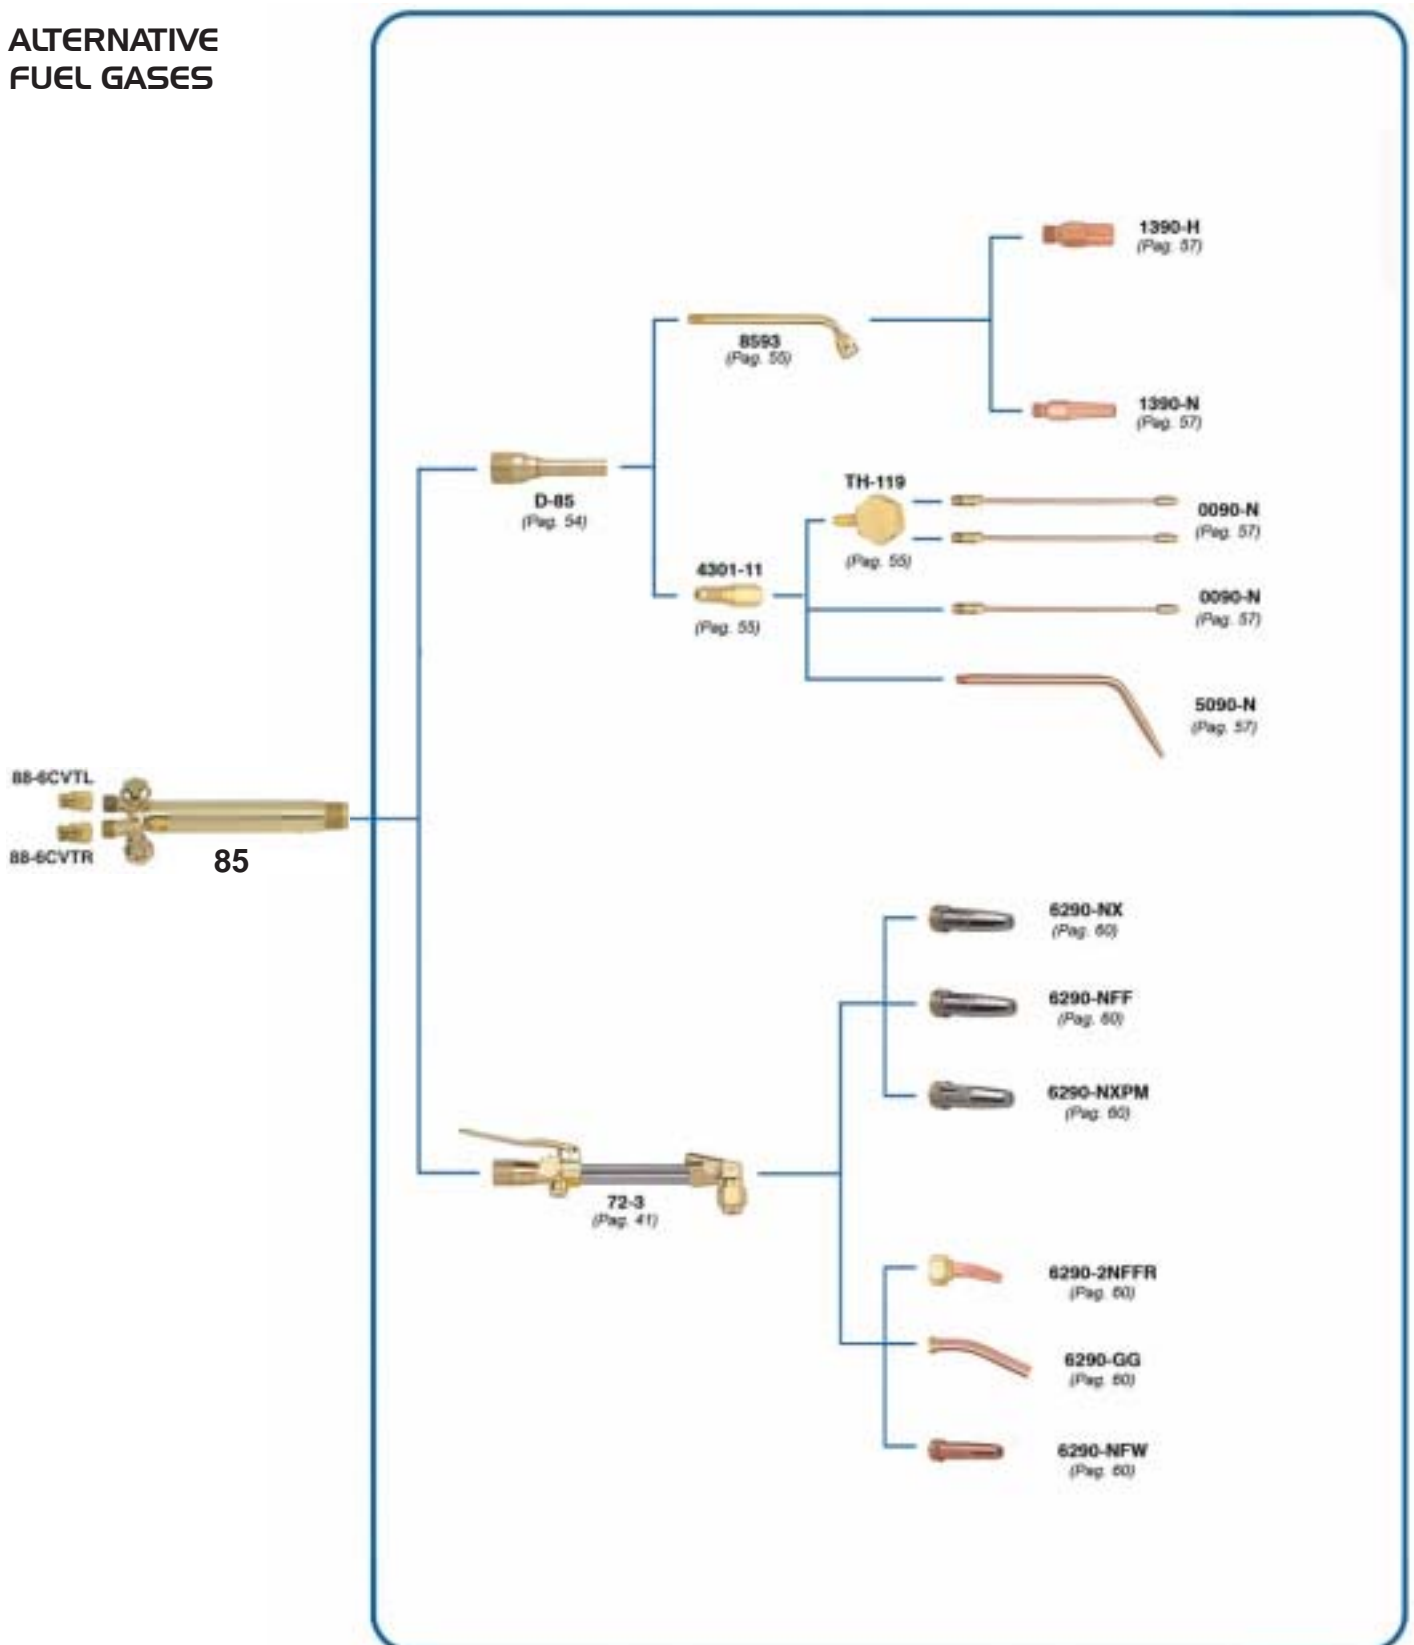 ALTERNATIVE
FUEL GASES
1390-H
(Pag. 57)
8593
(Pag. 55)
1390-N
(Pag. 57)
D-85
(Pag. 54)
TH-119
(Pag. 55)
0090-N
(Pag. 57)
4301-11
(Pag. 55)
0090-N
(Pag. 57)
5090-N
(Pag. 57)
88-6CVTL
88-6CVTR
85
6290-NX
(Pag. 60)
6290-NFF
(Pag. 60)
6290-NXPM
(Pag. 60)
72-3
(Pag. 41)
6290-2NFFR
(Pag. 60)
6290-GG
(Pag. 60)
6290-NFW
(Pag. 60)